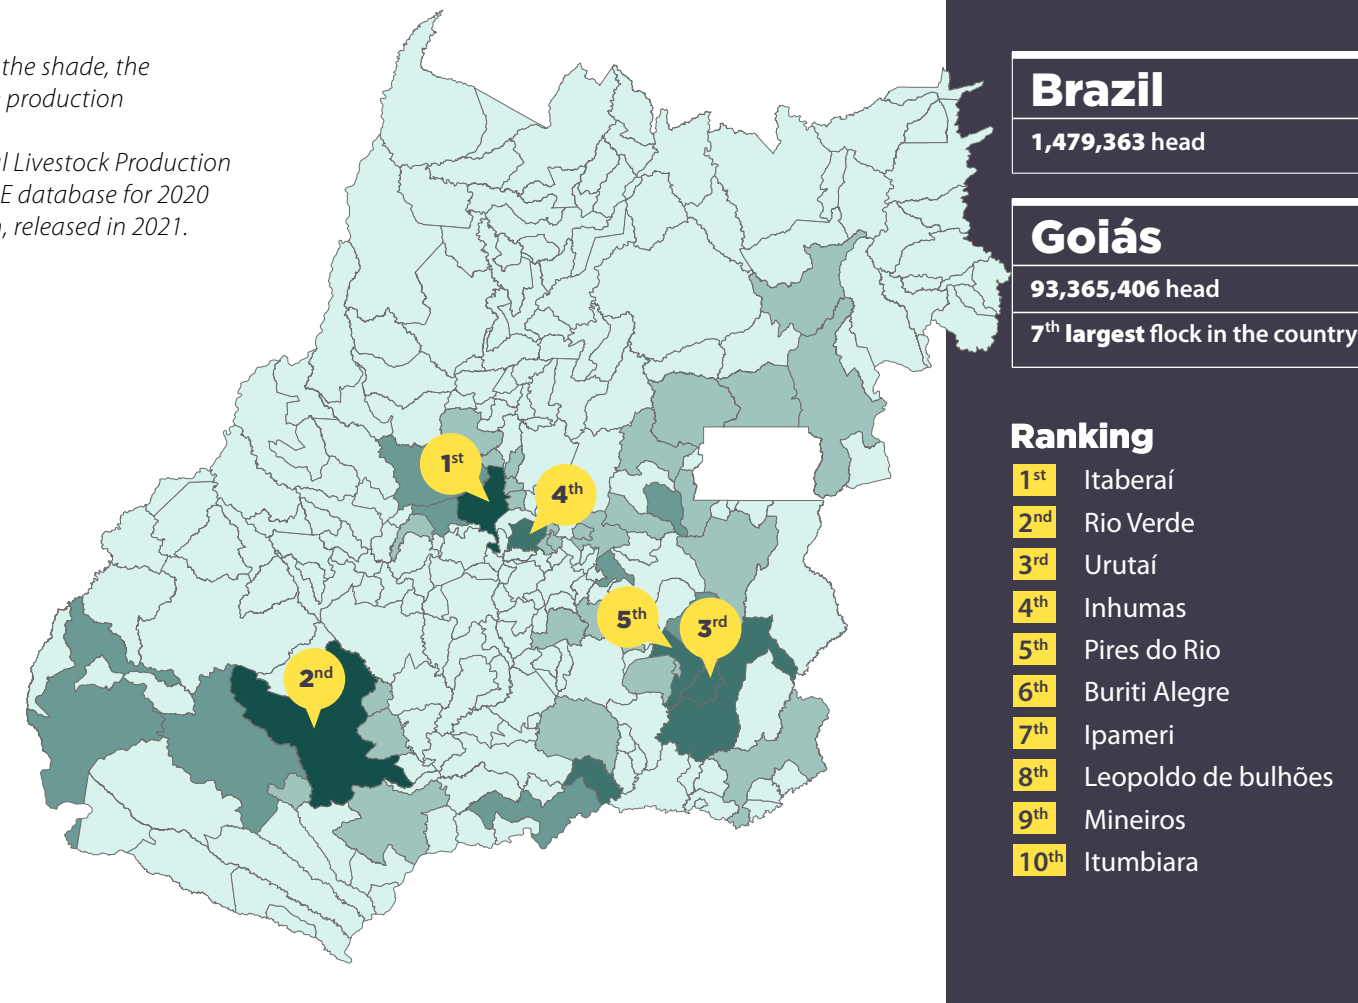 the shade, the
production
al Livestock Production
E database for 2020
, released in 2021.
1st
4th
5th
3rd
2nd
Brazil
1,479,363 head
Goiás
93,365,406 head
7th largest flock in the country
Ranking
1st Itaberaí
2nd Rio Verde
3rd Urutaí
4th Inhumas
5th Pires do Rio
6th Buriti Alegre
7th Ipameri
8th Leopoldo de bulhões
9th Mineiros
10th Itumbiara